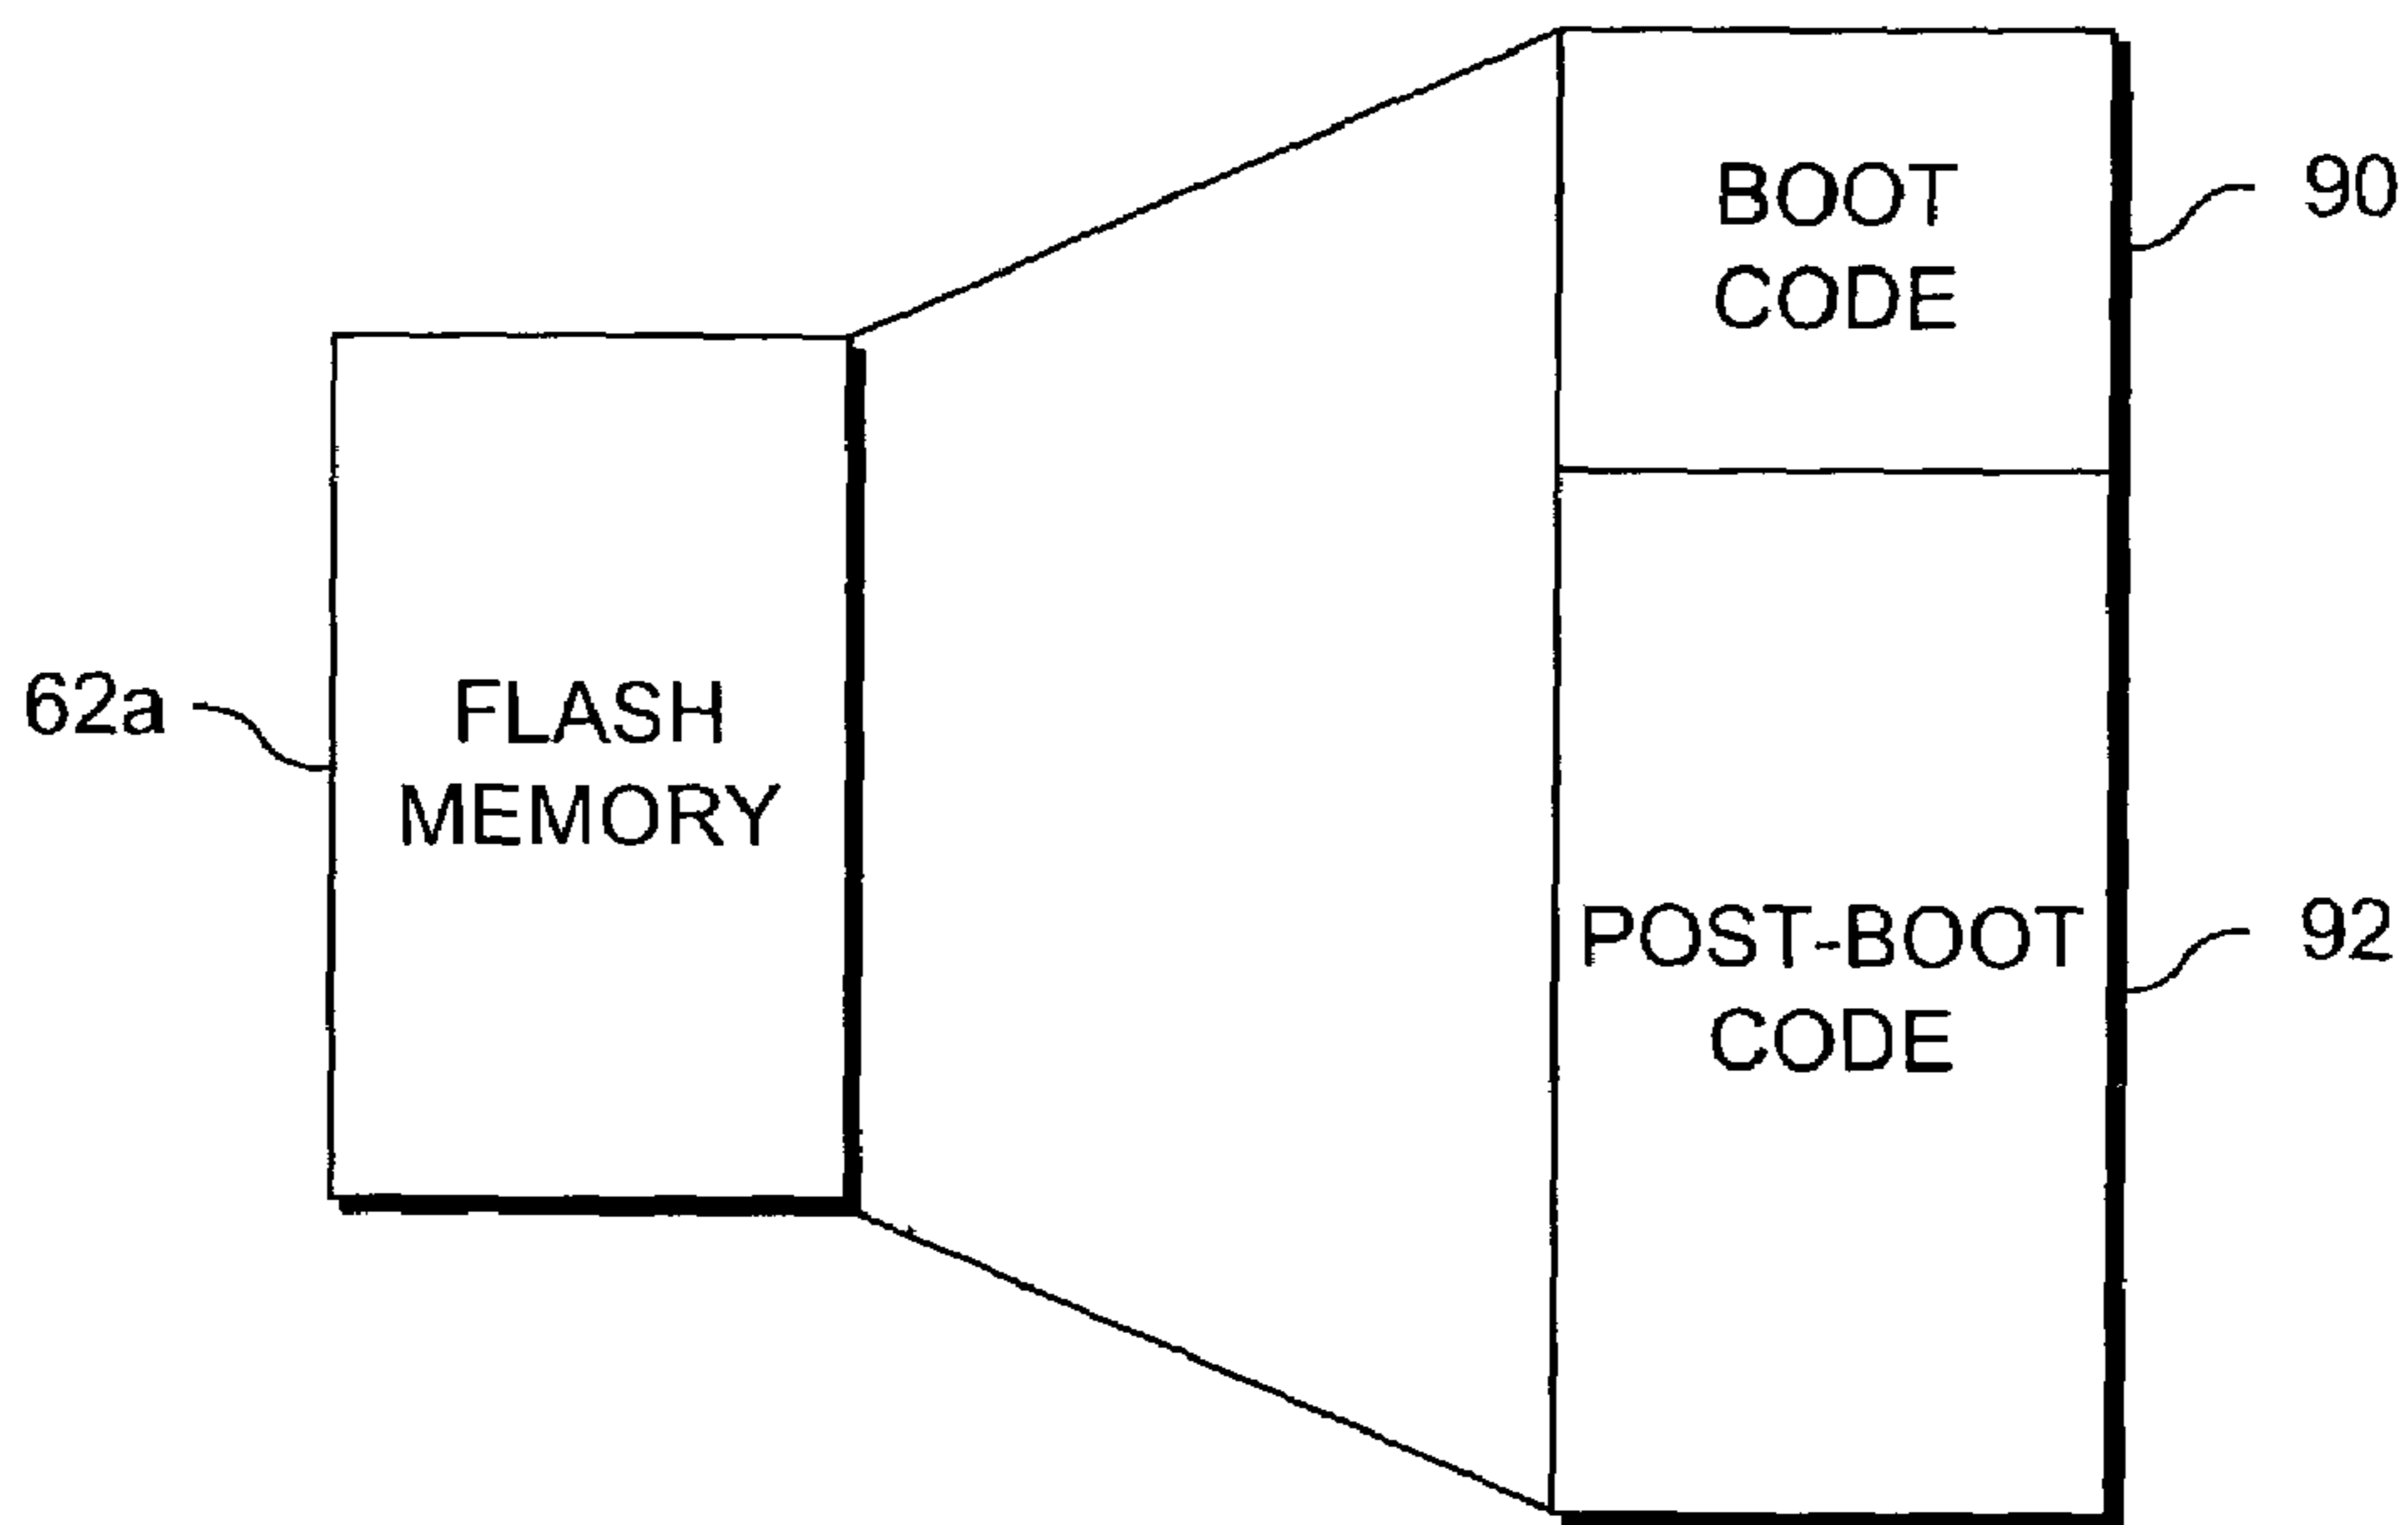 BOOT
CODE
90
62a
FLASH
MEMORY
POST-BOOT
CODE
92